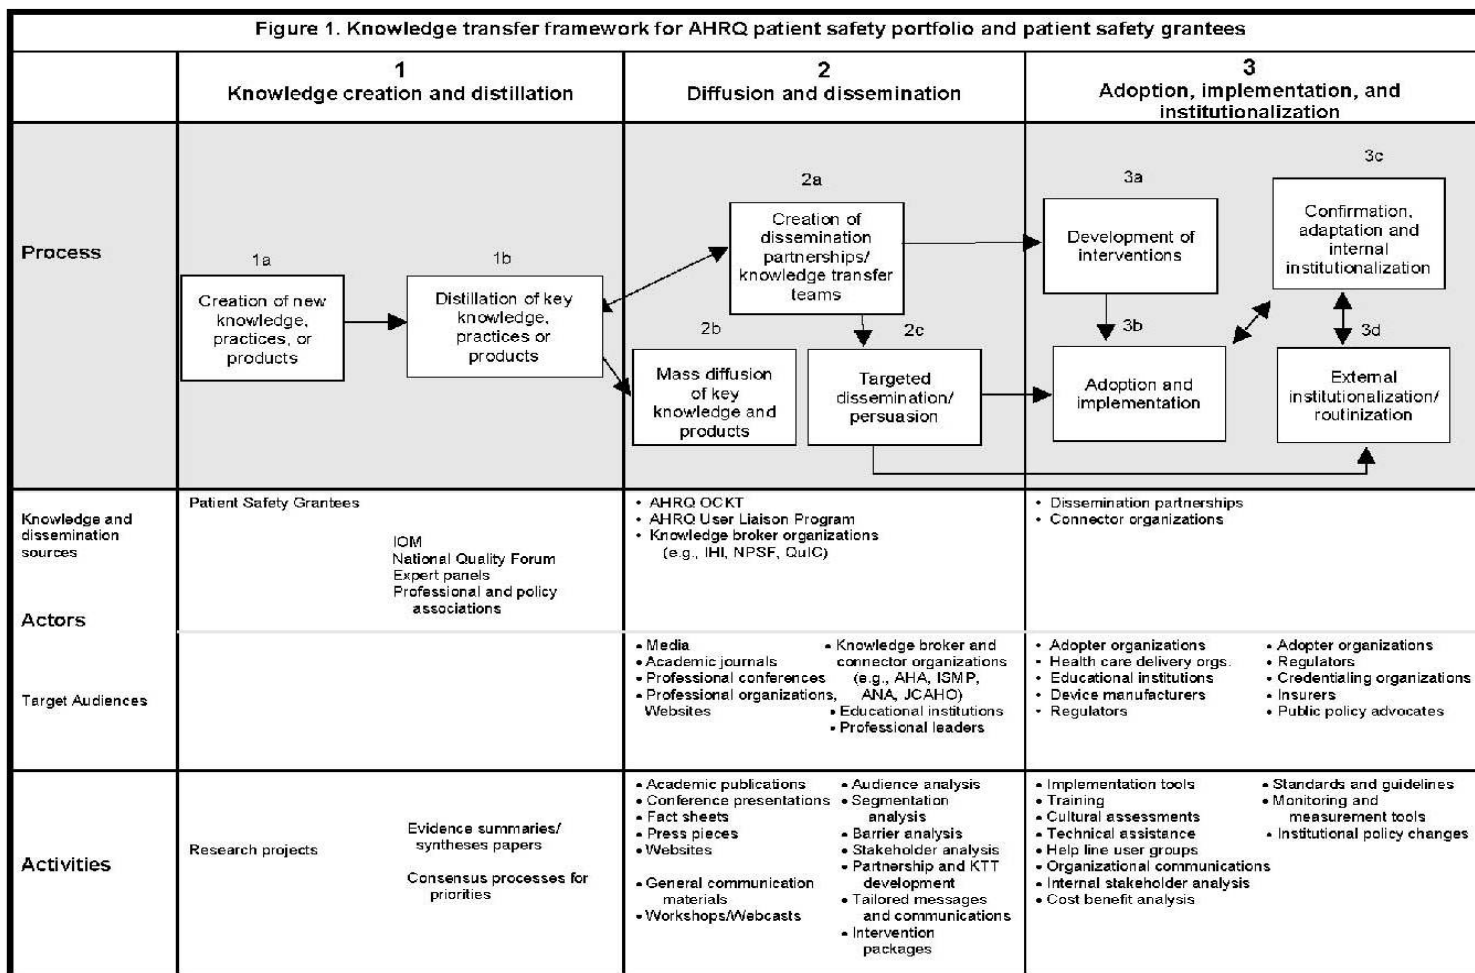 Figure 1. Knowledge transfer framework for AHRQ patient safety portfolio and patient safety grantees
1
Knowledge creation and distillation
2
Diffusion and dissemination
3
Adoption, implementation, and
institutionalization
Process
1a
Creation of new
knowledge,
practices, or
products
1b
Distillation of key
knowledge,
practices or
products
2a
Creation of
dissemination
partnerships/
knowledge transfer
teams
2b
Mass diffusion
of key
knowledge and
products
2c
Targeted
dissemination/
persuasion
3a
Development of
interventions
3b
Adoption and
implementation
3c
Confirmation,
adaptation and
internal
institutionalization
3d
External
institutionalization/
routinization
Knowledge and
dissemination
sources
Actors
Target Audiences
Patient Safety Grantees
IOM
National Quality Forum
Expert panels
Professional and policy
associations
• AHRQ OCKT
• AHRQ User Liaison Program
• Knowledge broker organizations
(e.g., IHI, NPSF, QuIC)
• Dissemination partnerships
• Connector organizations
• Media
• Academic journals
• Professional conferences
• Professional organizations,
Websites
• Knowledge broker and
connector organizations
(e.g., AHA, ISMP,
ANA, JCAHO)
• Educational institutions
• Professional leaders
• Adopter organizations
• Health care delivery orgs.
• Educational institutions
• Device manufacturers
• Regulators
• Adopter organizations
• Regulators
• Credentialing organizations
• Insurers
• Public policy advocates
Activities
Research projects
Evidence summaries/
syntheses papers
Consensus processes for
priorities
• Academic publications
• Conference presentations
• Fact sheets
• Press pieces
• Websites
• General communication
materials
• Workshops/Webcasts
• Audience analysis
• Segmentation
analysis
• Barrier analysis
• Stakeholder analysis
• Partnership and KTT
development
• Tailored messages
and communications
• Intervention
packages
• Implementation tools
• Training
• Cultural assessments
• Technical assistance
• Help line user groups
• Organizational communications
• Internal stakeholder analysis
• Cost benefit analysis
• Standards and guidelines
• Monitoring and
measurement tools
• Institutional policy changes